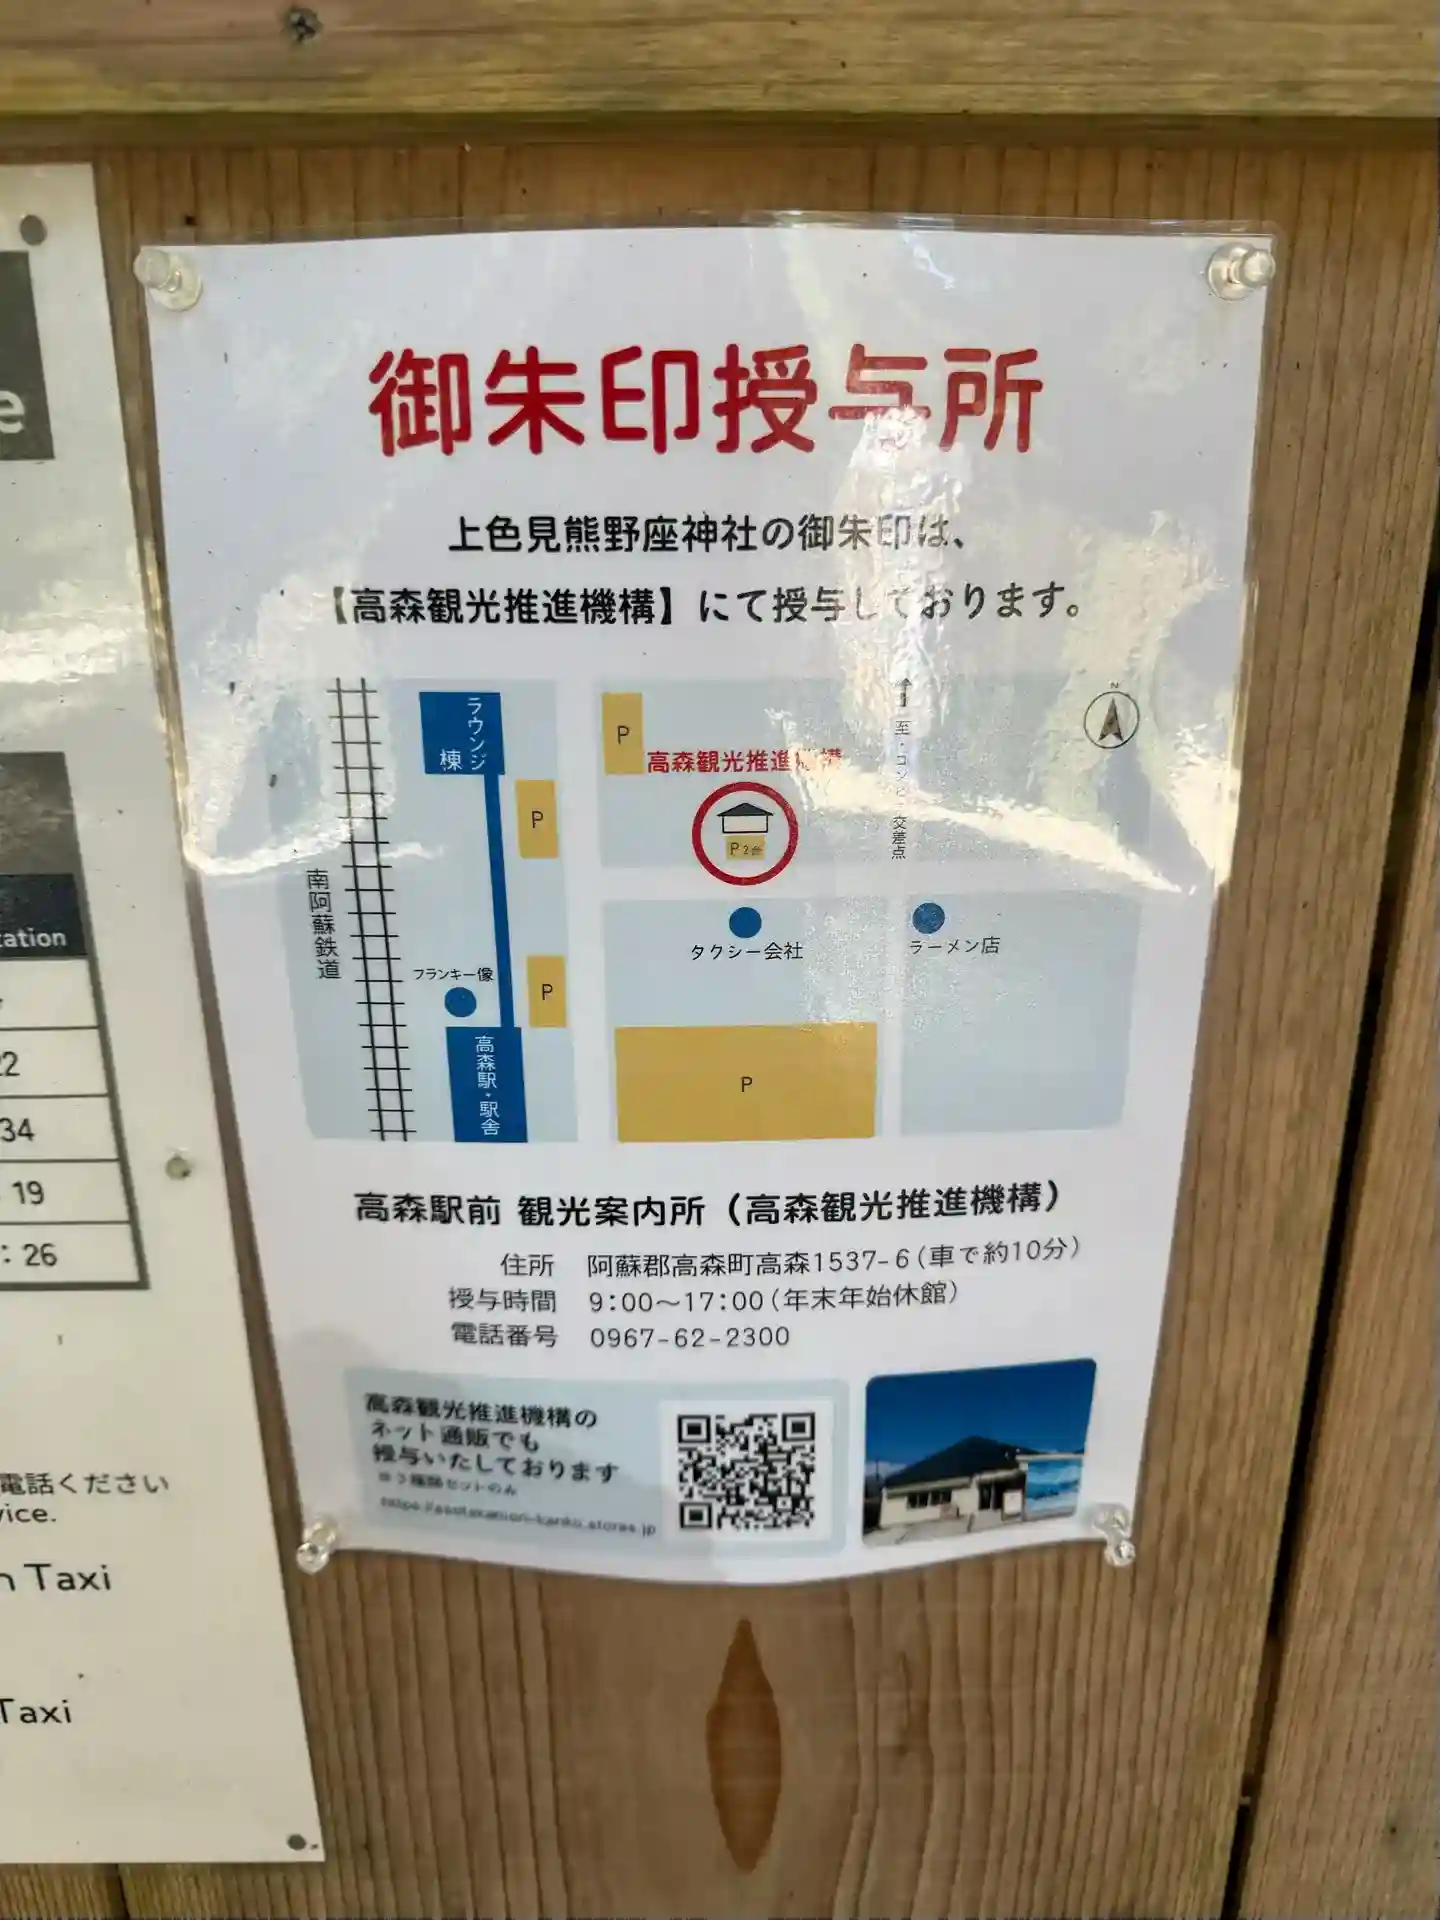 御朱印授与所
上色見熊野座神社の御朱印は、
【高森観光推進機構】にて授与しております。
ラウンジ
棟
P
P
高森観光推進機構
P2台
至・コンビニ交差点
N
南阿蘇鉄道
フランキー像
P
高森駅・駅舎
タクシー会社
ラーメン店
P
高森駅前 観光案内所（高森観光推進機構）
住所 阿蘇郡高森町高森1537-6（車で約10分）
授与時間 9:00〜17:00（年末年始休館）
電話番号 0967-62-2300
高森観光推進機構の
ネット通販でも
授与いたしております
e
tation
22
34
19
: 26
電話ください
vice.
n Taxi
Taxi